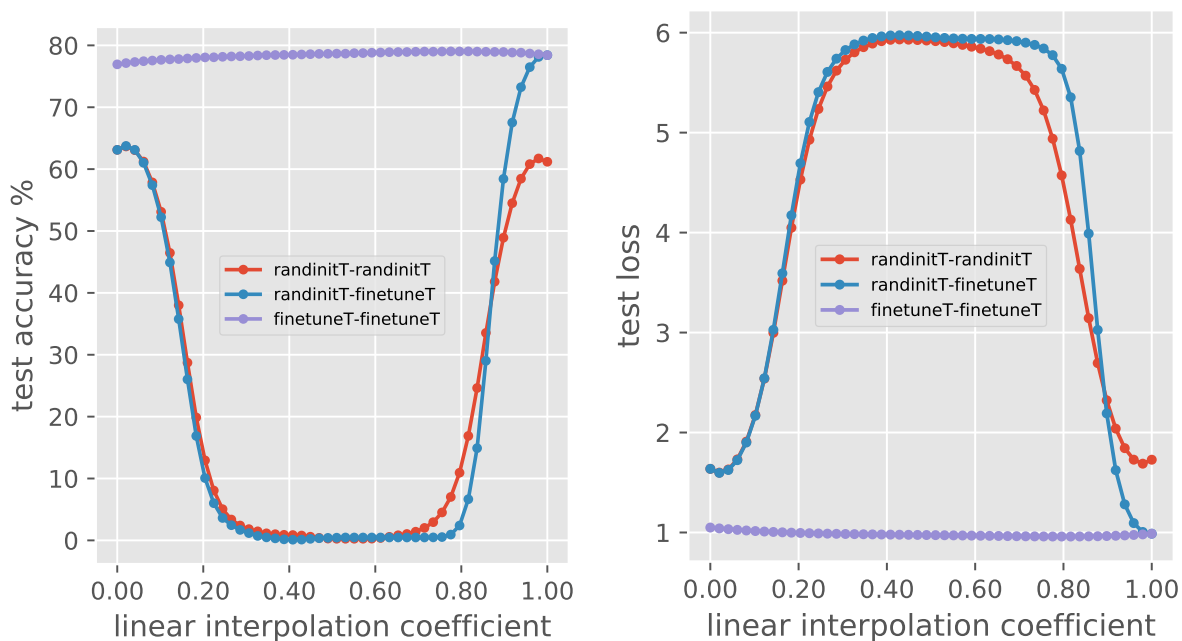 80
70
60
50
40
30
20
10
0
test accuracy %
randinitT-randinitT
randinitT-finetuneT
finetuneT-finetuneT
0.00 0.20 0.40 0.60 0.80 1.00
linear interpolation coefficient
6
5
4
3
2
1
test loss
randinitT-randinitT
randinitT-finetuneT
finetuneT-finetuneT
0.00 0.20 0.40 0.60 0.80 1.00
linear interpolation coefficient